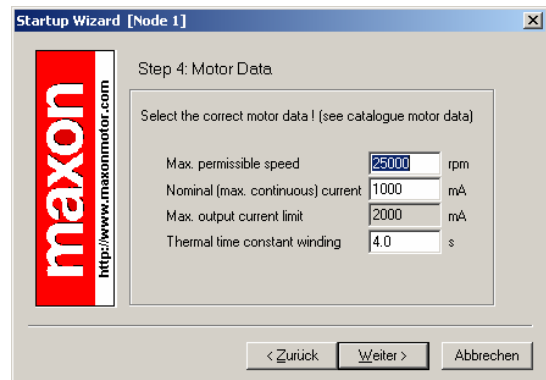 Startup Wizard [Node 1]
maxon
http://www.maxonmotor.com
Step 4: Motor Data
Select the correct motor data ! (see catalogue motor data)
Max. permissible speed 25000 rpm
Nominal (max. continuous) current 1000 mA
Max. output current limit 2000 mA
Thermal time constant winding 4.0 s
< Zurück Weiter > Abbrechen